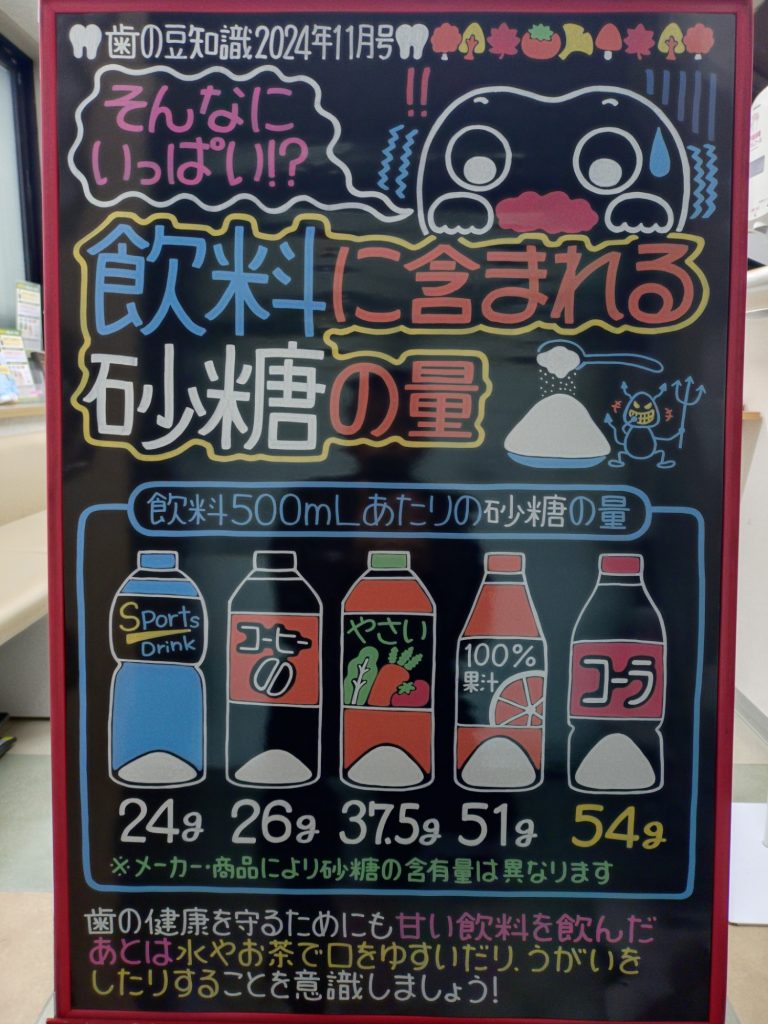 歯の豆知識2024年11月号
そんなに
いっぱい!?
!!
飲料に含まれる
砂糖の量
飲料500mLあたりの砂糖の量
Sports
Drink
コーヒー
やさい
100%
果汁
コーラ
24g 26g 37.5g 51g 54g
※メーカー・商品により砂糖の含有量は異なります
歯の健康を守るためにも甘い飲料を飲んだ
あとは水やお茶で口をゆすいだり、うがいを
したりすることを意識しましょう!